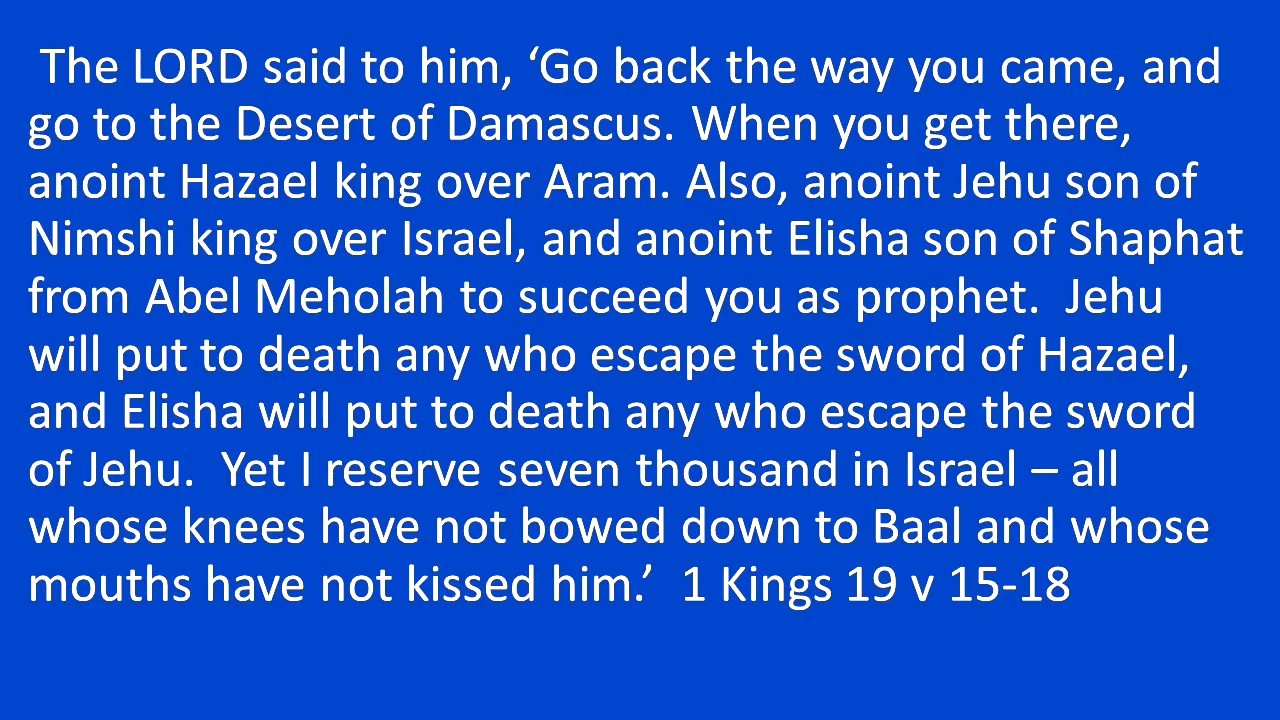 The LORD said to him, ‘Go back the way you came, and
go to the Desert of Damascus. When you get there,
anoint Hazael king over Aram. Also, anoint Jehu son of
Nimshi king over Israel, and anoint Elisha son of Shaphat
from Abel Meholah to succeed you as prophet.  Jehu
will put to death any who escape the sword of Hazael,
and Elisha will put to death any who escape the sword
of Jehu.  Yet I reserve seven thousand in Israel – all
whose knees have not bowed down to Baal and whose
mouths have not kissed him.’  1 Kings 19 v 15-18